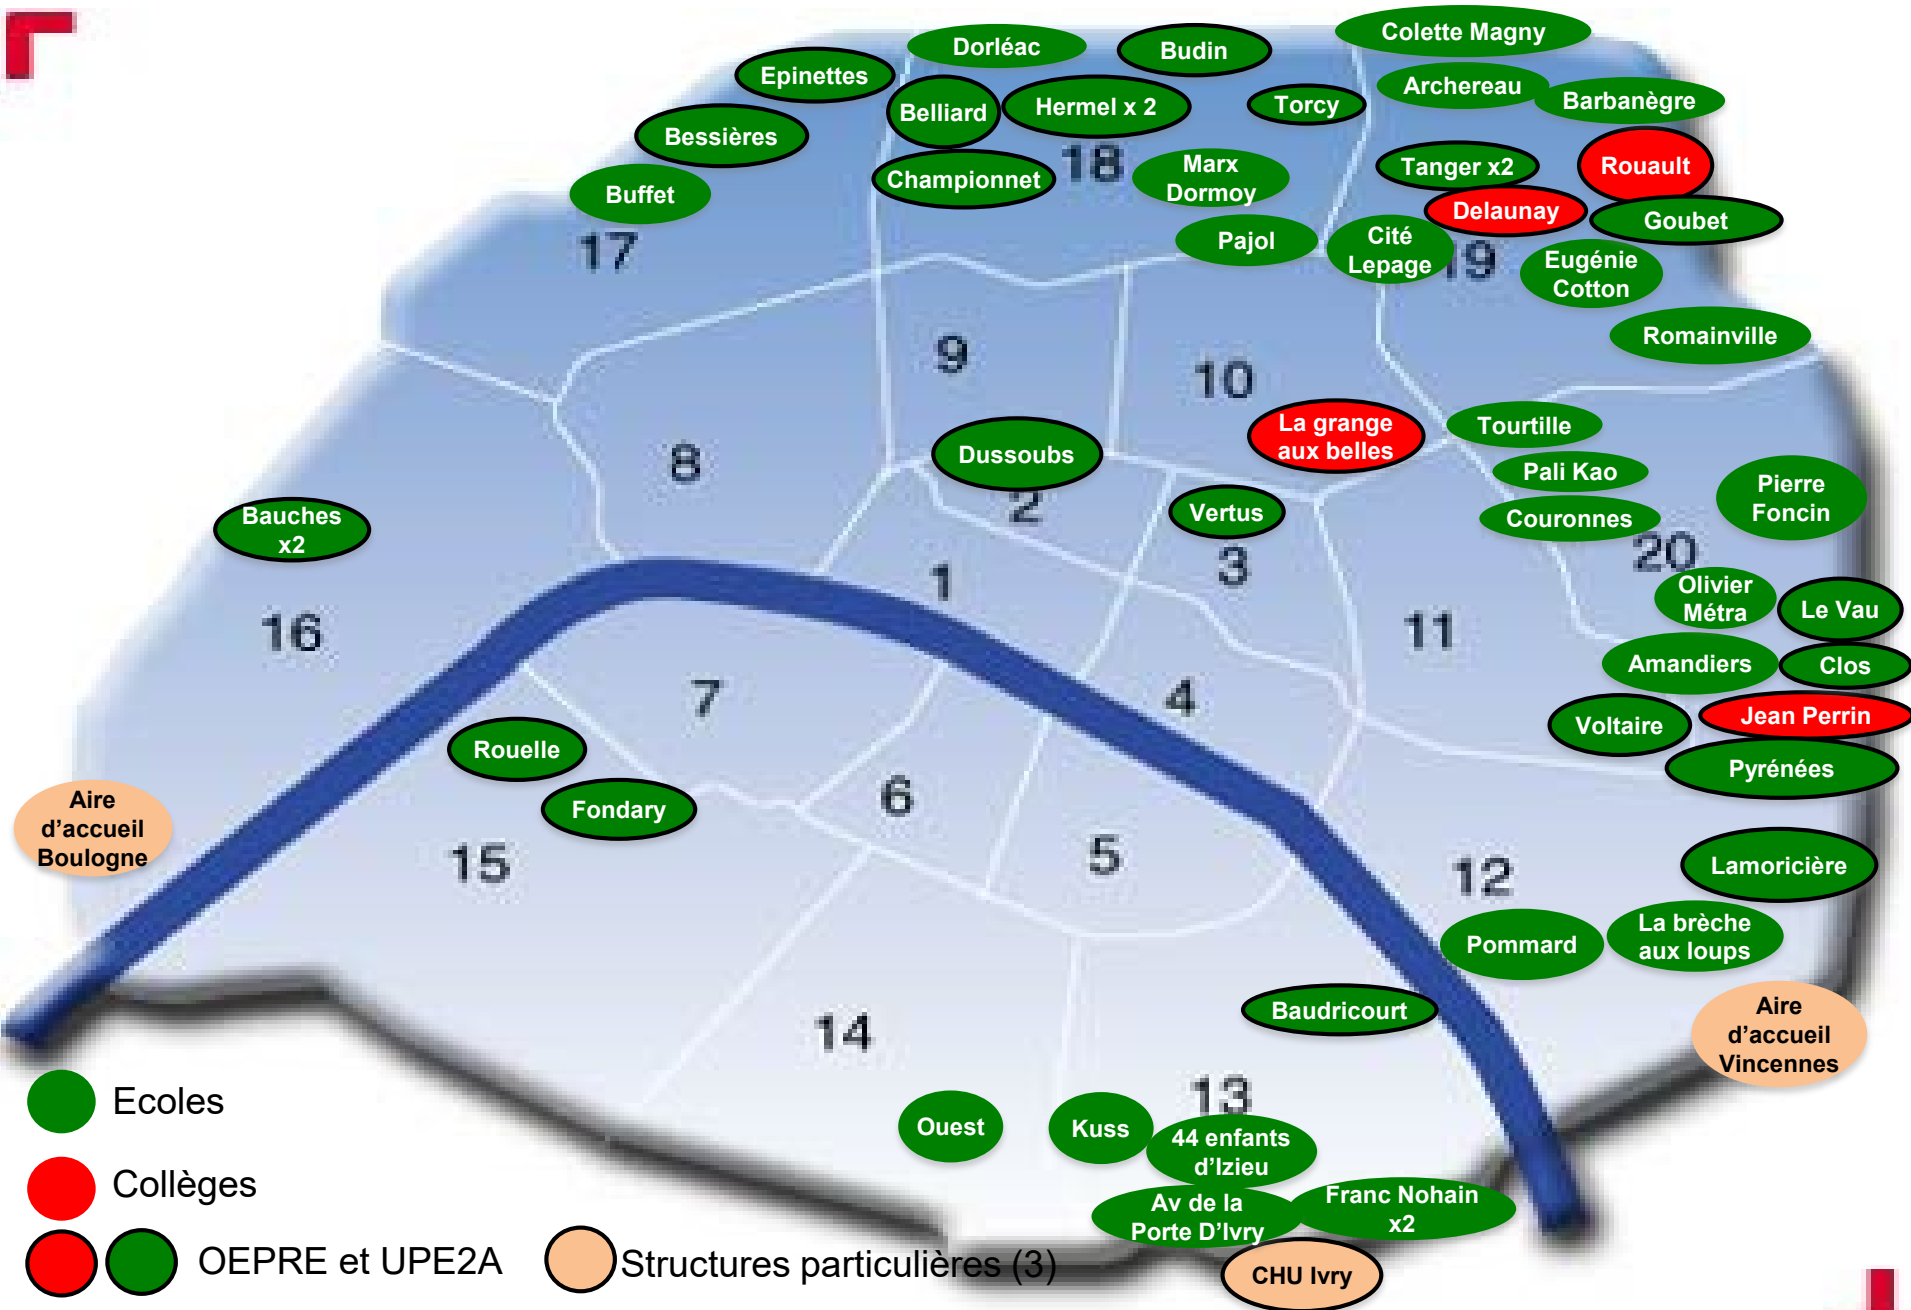 Colette Magny
Dorléac
Budin
Epinettes
Archereau
Barbanègre
Belliard
Hermel x 2
Torcy
Bessières
18
Marx
Dormoy
Tanger x2
Rouault
Championnet
Buffet
Delaunay
Goubet
17
Pajol
Cité
Lepage
19
Eugénie
Cotton
Romainville
9
10
La grange
aux belles
Tourtille
8
Dussoubs
Pali Kao
Pierre
Foncin
2
Vertus
Couronnes
Bauches
x2
20
1
3
Olivier
Métra
Le Vau
16
11
Amandiers
Clos
7
4
Voltaire
Jean Perrin
Rouelle
Pyrénées
Fondary
6
Aire
d'accueil
Boulogne
15
5
12
Lamoricière
Pommard
La brèche
aux loups
Baudricourt
Aire
d'accueil
Vincennes
14
13
Ouest
Kuss
44 enfants
d'Izieu
Av de la
Porte D'Ivry
Franc Nohain
x2
CHU Ivry
Ecoles
Collèges
OEPRE et UPE2A
Structures particulières (3)